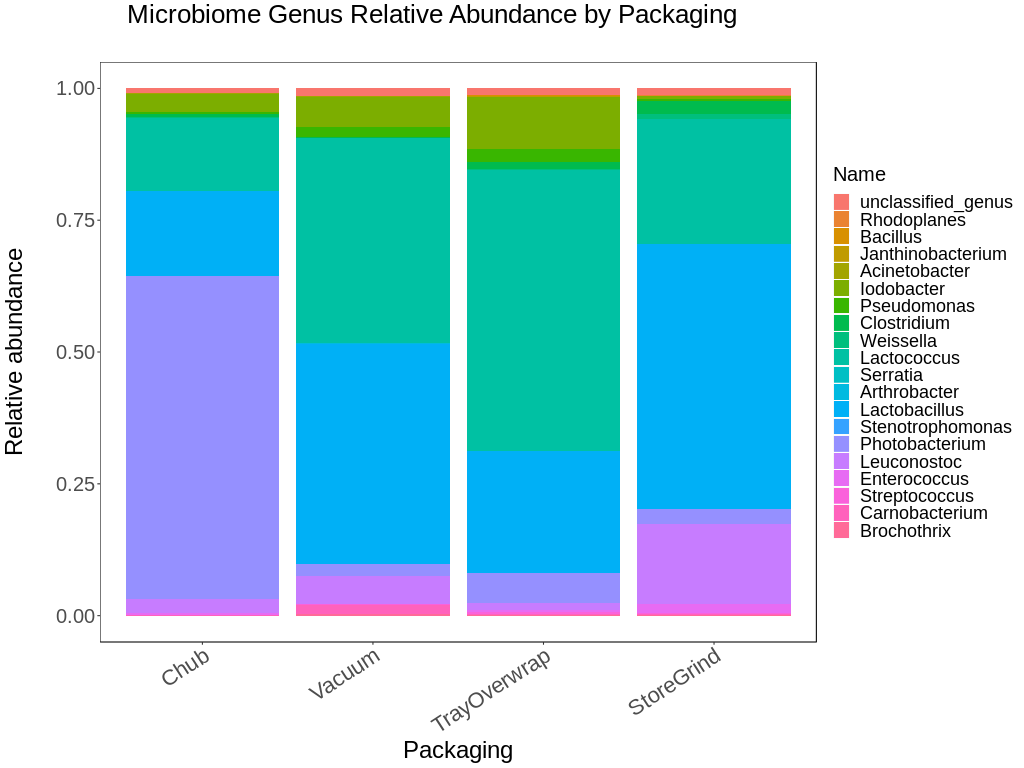 Microbiome Genus Relative Abundance by Packaging
Relative abundance
1.00
0.75
0.50
0.25
0.00
Chub
Vacuum
TrayOverwrap
StoreGrind
Packaging
Name
unclassified_genus
Rhodoplanes
Bacillus
Janthinobacterium
Acinetobacter
Iodobacter
Pseudomonas
Clostridium
Weissella
Lactococcus
Serratia
Arthrobacter
Lactobacillus
Stenotrophomonas
Photobacterium
Leuconostoc
Enterococcus
Streptococcus
Carnobacterium
Brochothrix